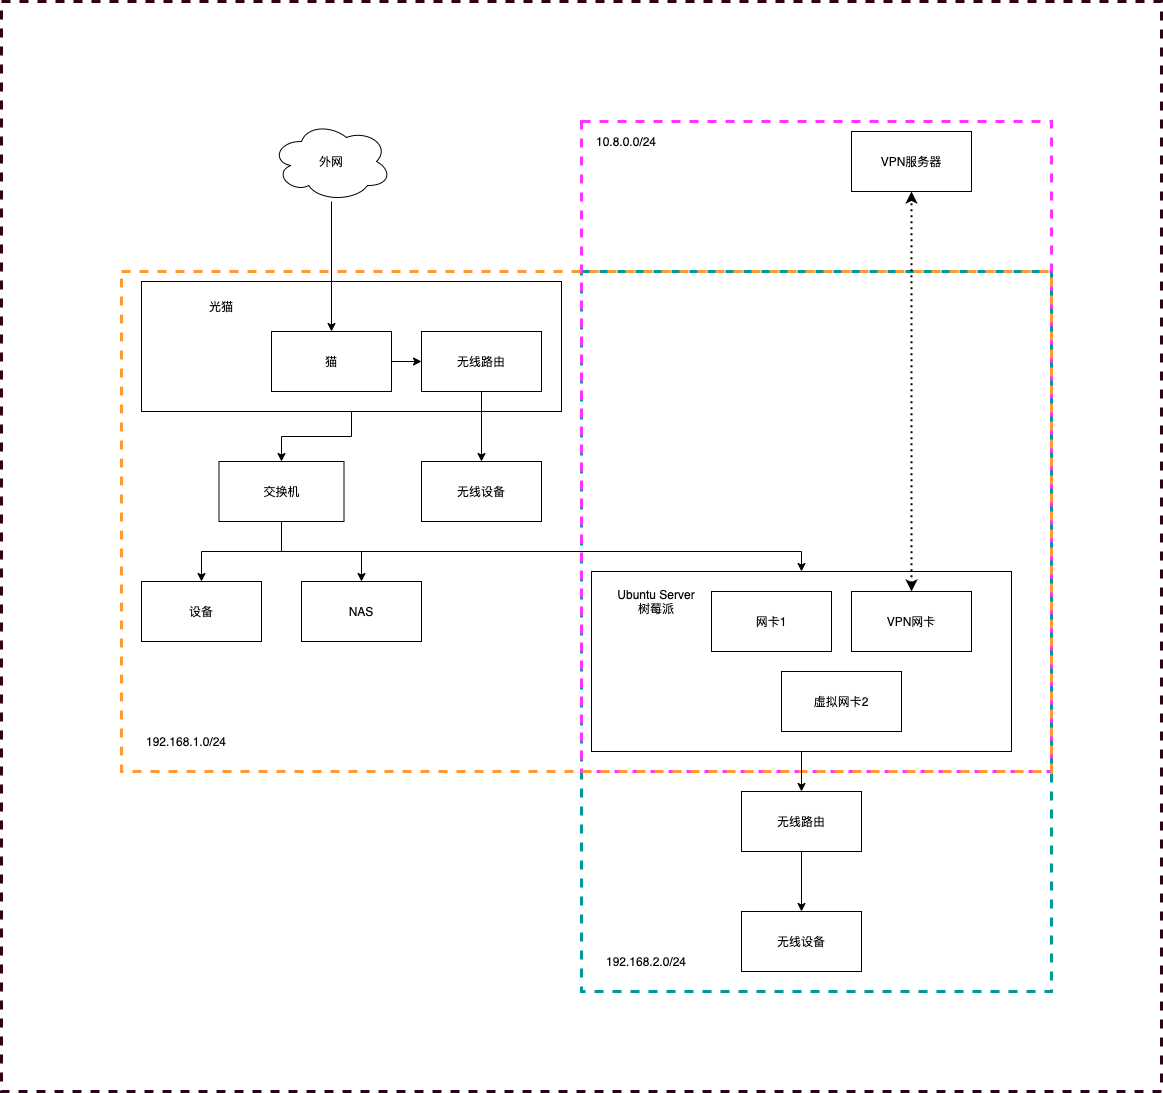 外网
10.8.0.0/24
VPN服务器
光猫
猫
无线路由
交换机
无线设备
设备
NAS
Ubuntu Server
树莓派
网卡1
VPN网卡
虚拟网卡2
192.168.1.0/24
无线路由
无线设备
192.168.2.0/24